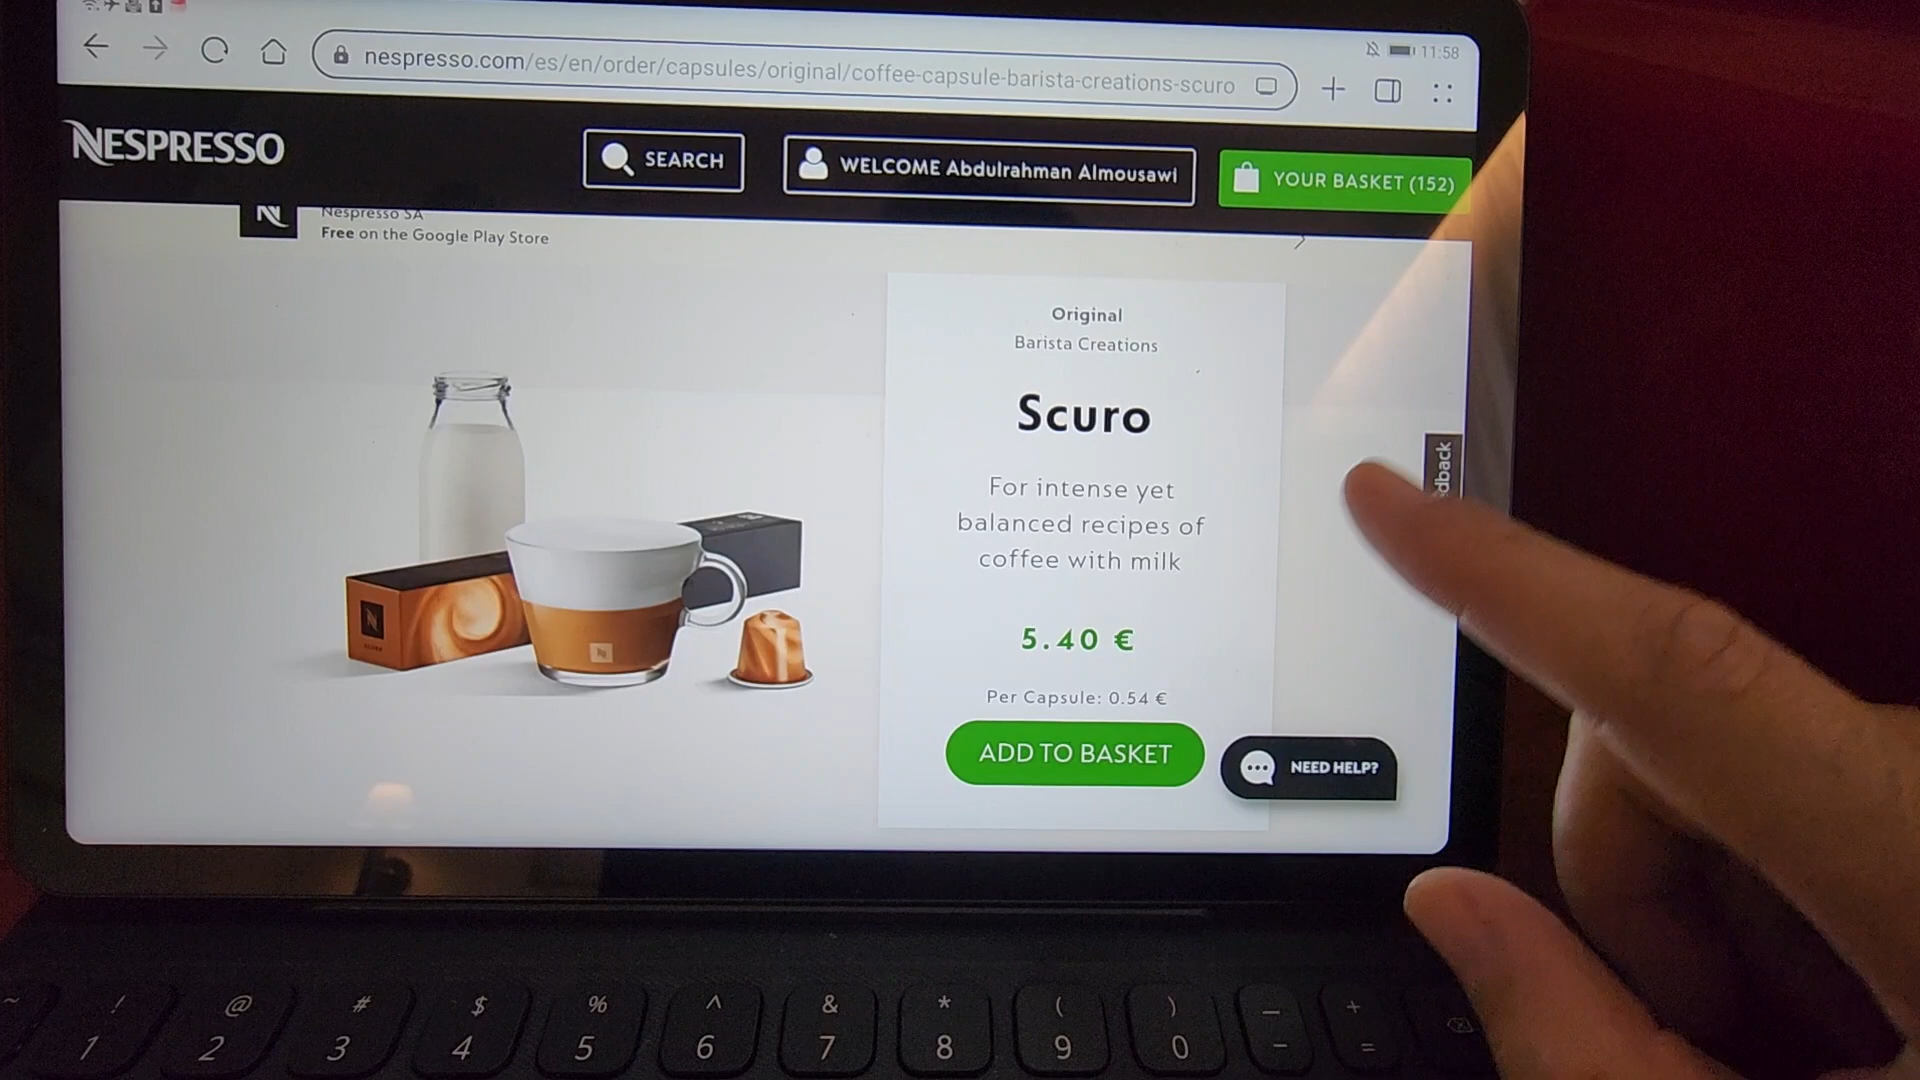 11:58
nespresso.com/es/en/order/capsules/original/coffee-capsule-barista-creations-scuro
NESPRESSO
SEARCH
WELCOME Abdulrahman Almousawi
YOUR BASKET (152)
Nespresso SA
Free on the Google Play Store
Original
Barista Creations
Scuro
For intense yet
balanced recipes of
coffee with milk
5.40 €
Per Capsule: 0.54 €
ADD TO BASKET
NEED HELP?
dback
SCURO
~ ! @ # $ % ^ & * ( ) — +
1 2 3 4 5 6 7 8 9 0 - =